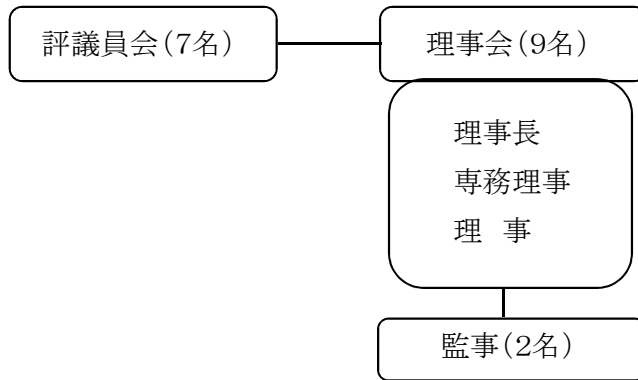 評議員会(7名)
理事会(9名)
理事長
専務理事
理 事
監事(2名)